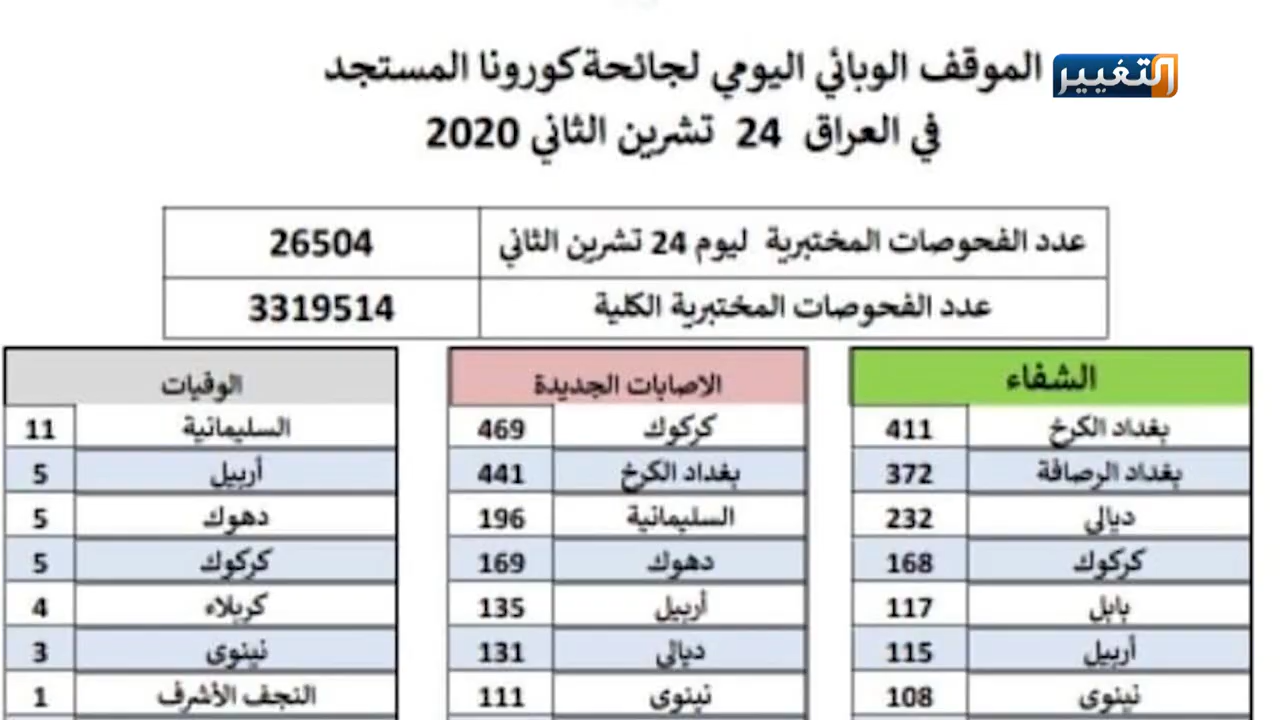 الموقف الوبائي اليومي لجائحة كورونا المستجد
التغيير
في العراق 24 تشرين الثاني 2020
عدد الفحوصات المختبرية ليوم 24 تشرين الثاني 26504
عدد الفحوصات المختبرية الكلية 3319514
الشفاء
بغداد الكرخ 411
بغداد الرصافة 372
ديالى 232
كركوك 168
بابل 117
أربيل 115
نينوى 108
الاصابات الجديدة
كركوك 469
بغداد الكرخ 441
السليمانية 196
دهوك 169
أربيل 135
ديالى 131
نينوى 111
الوفيات
السليمانية 11
أربيل 5
دهوك 5
كركوك 5
كربلاء 4
نينوى 3
النجف الأشرف 1